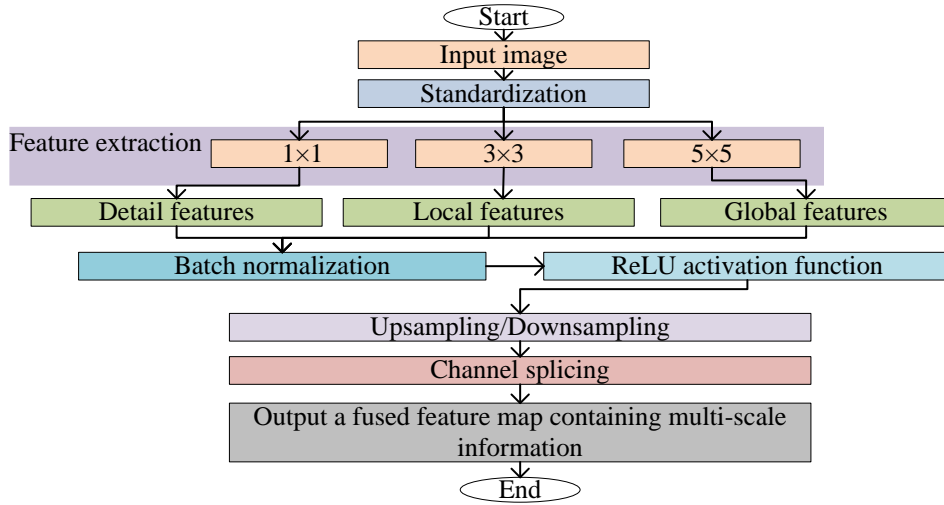 Start
Input image
Standardization
Feature extraction
1×1
3×3
5×5
Detail features
Local features
Global features
Batch normalization
ReLU activation function
Upsampling/Downsampling
Channel splicing
Output a fused feature map containing multi-scale
information
End